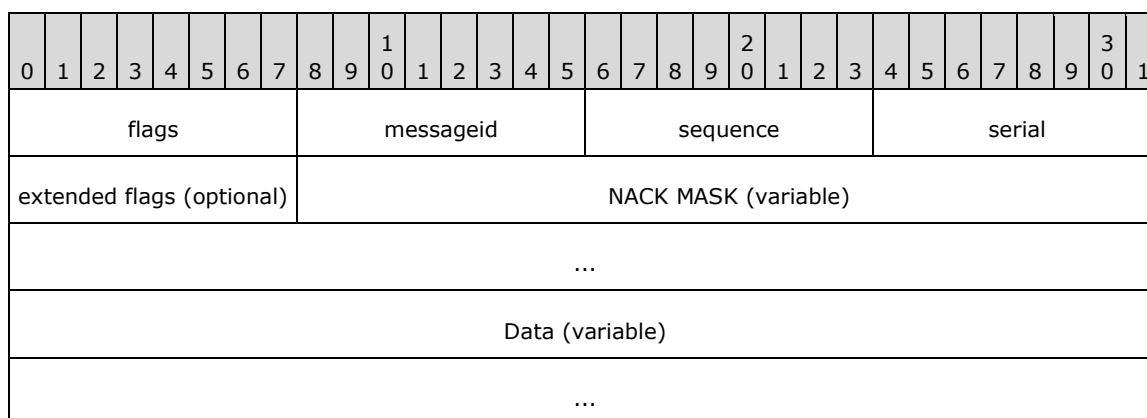 1 2 3
0 1 2 3 4 5 6 7 8 9 0 1 2 3 4 5 6 7 8 9 0 1 2 3 4 5 6 7 8 9 0 1
flags messageid sequence serial
extended flags (optional) NACK MASK (variable)
...
Data (variable)
...